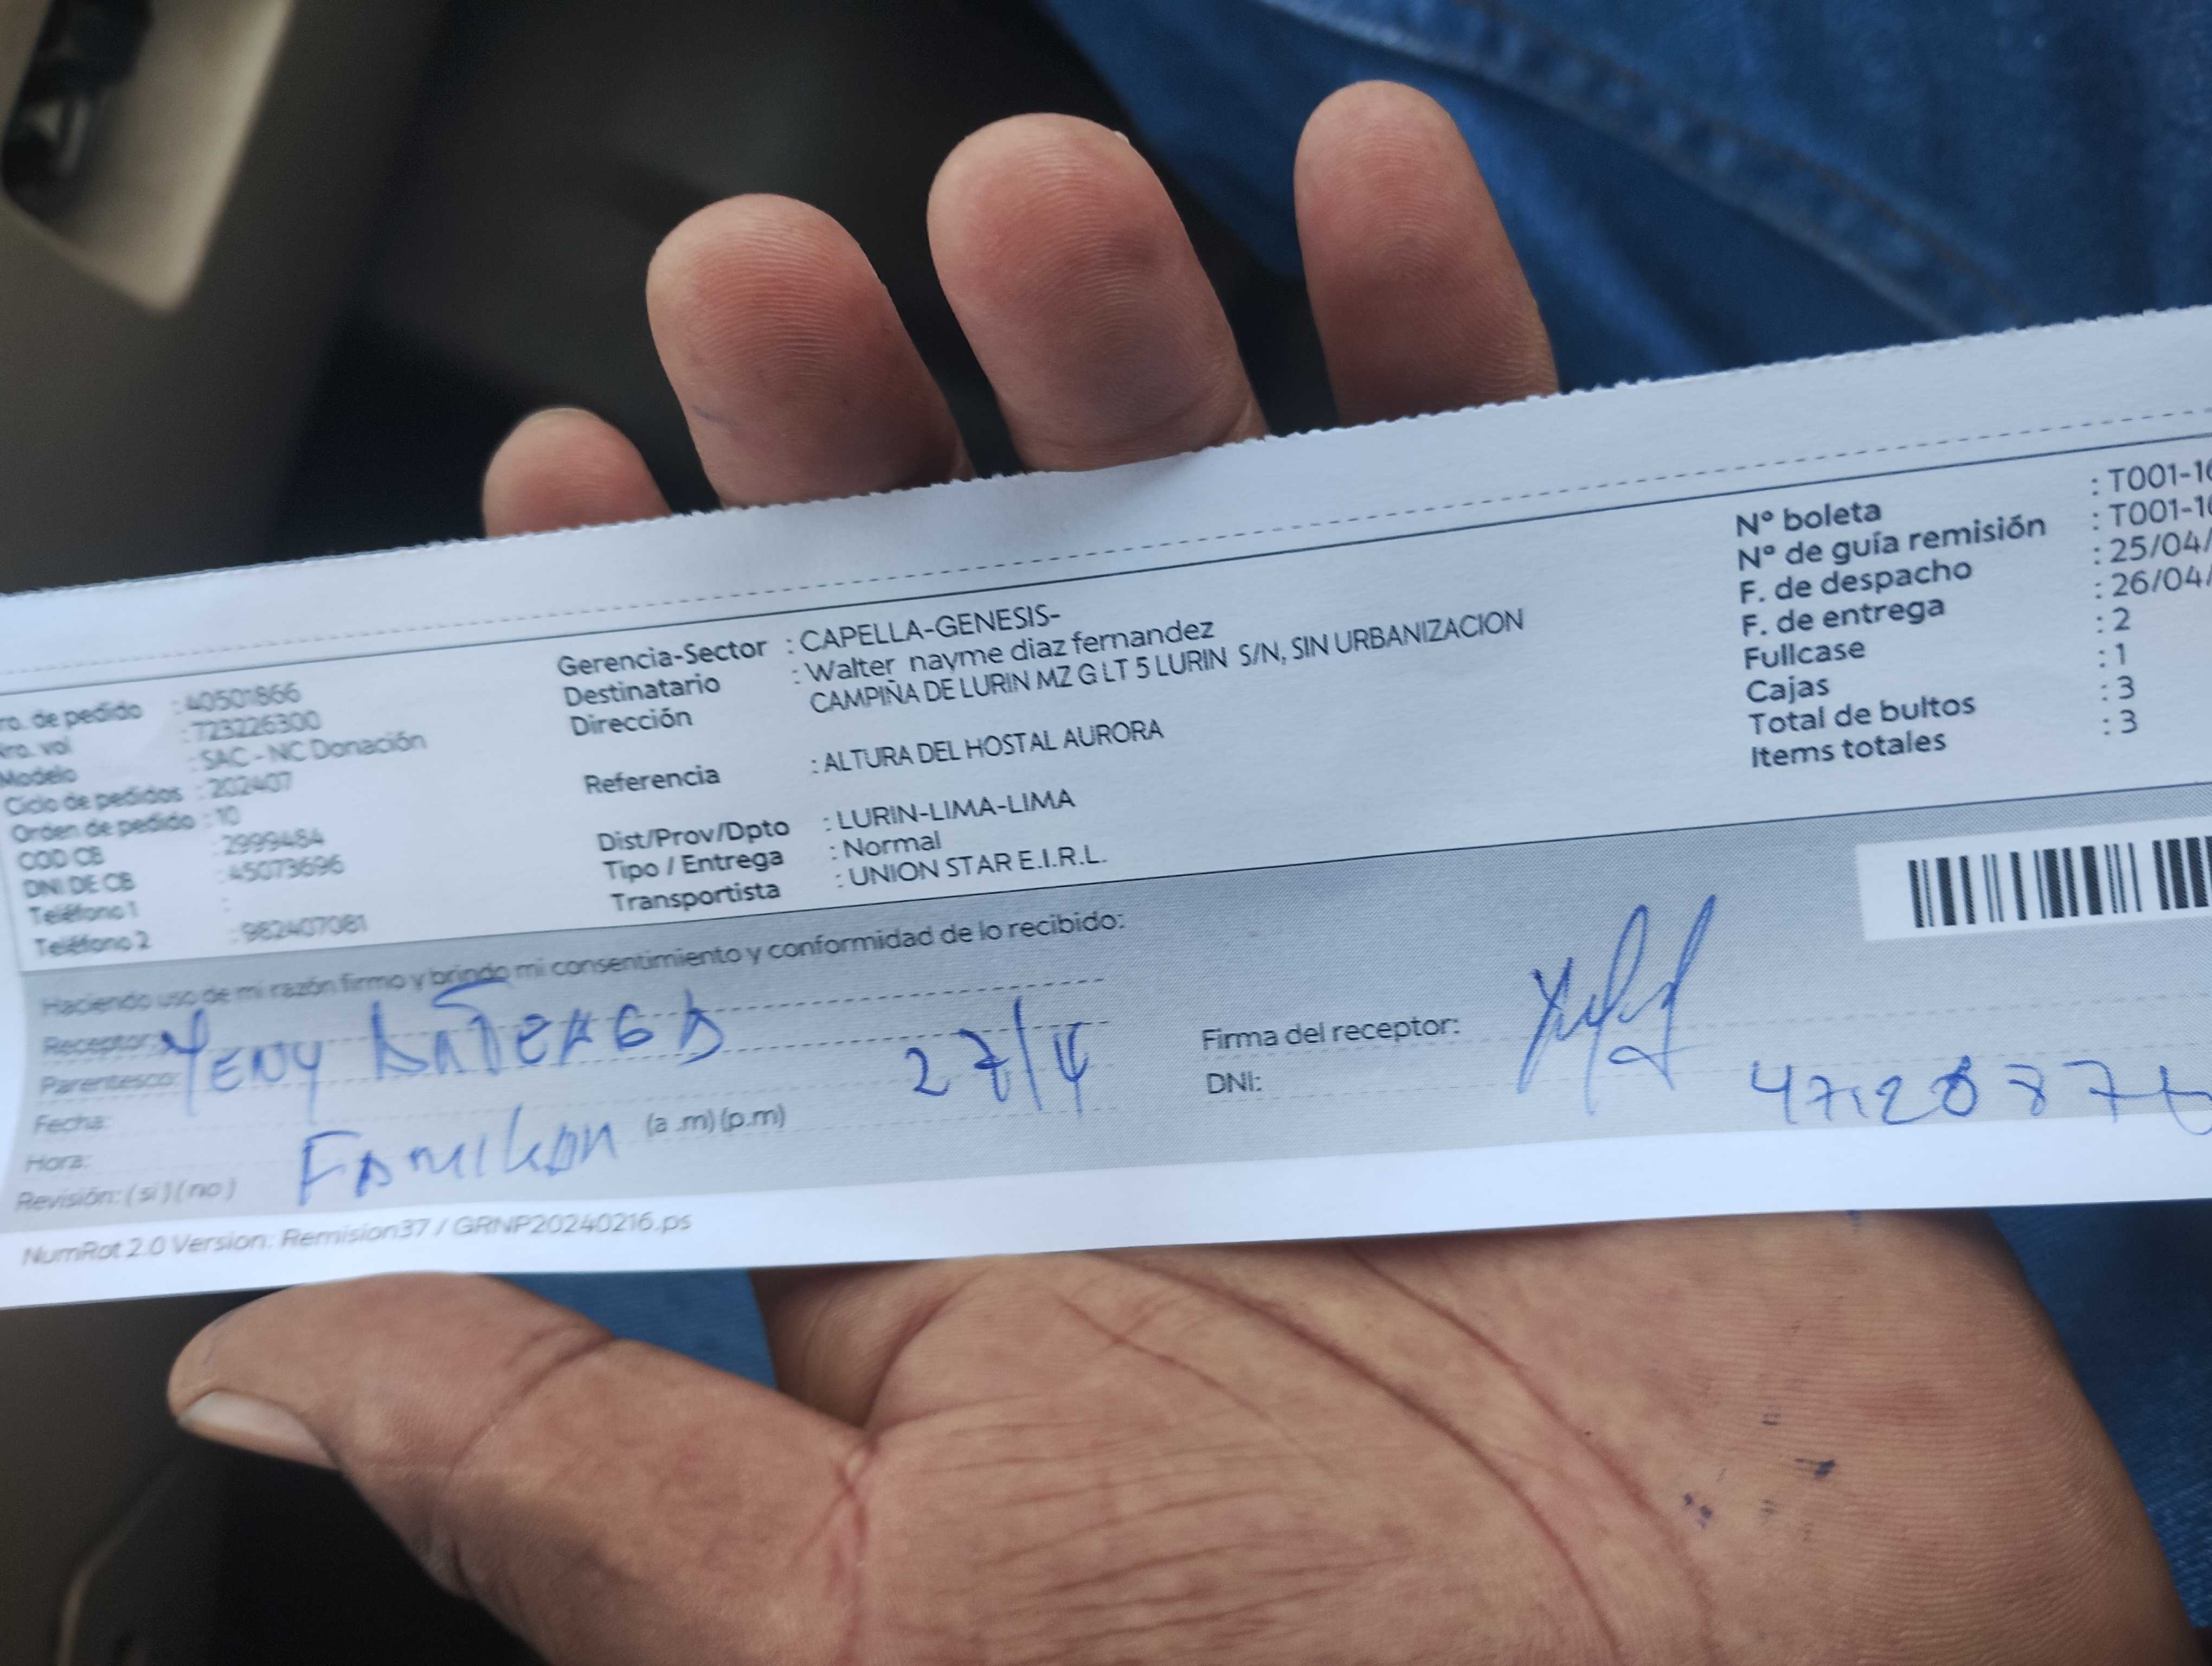 ro. de pedido : 40501866
Nro. vol : 723226300
Modelo : SAC - NC Donación
Ciclo de pedidos : 202407
Orden de pedido : 10
COD CB : 2999484
DNI DE CB : 45073696
Teléfono 1 :
Teléfono 2 : 982407081
Gerencia-Sector : CAPELLA-GENESIS-
Destinatario : Walter nayme diaz fernandez
Dirección CAMPIÑA DE LURIN MZ G LT 5 LURIN S/N, SIN URBANIZACION
Referencia : ALTURA DEL HOSTAL AURORA
Dist/Prov/Dpto : LURIN-LIMA-LIMA
Tipo / Entrega : Normal
Transportista : UNION STAR E.I.R.L.
N° boleta : T001-10
N° de guía remisión : T001-10
F. de despacho : 25/04/
F. de entrega : 26/04/
Fullcase : 2
Cajas : 1
Total de bultos : 3
Items totales : 3
Haciendo uso de mi razón firmo y brindo mi consentimiento y conformidad de lo recibido:
Receptor:
Parentesco: YENY
Fecha: 27/4
Hora: (a .m) (p.m)
Revisión: (si) (no)
Firma del receptor:
DNI:
NumRot 2.0 Version: Remision37 / GRNP20240216.ps